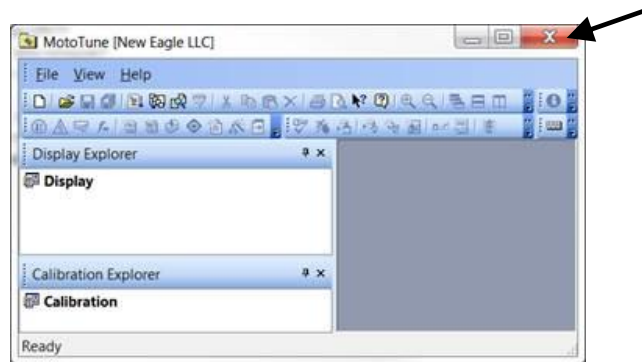 MotoTune [New Eagle LLC]
File View Help
Display Explorer
Display
Calibration Explorer
Calibration
Ready